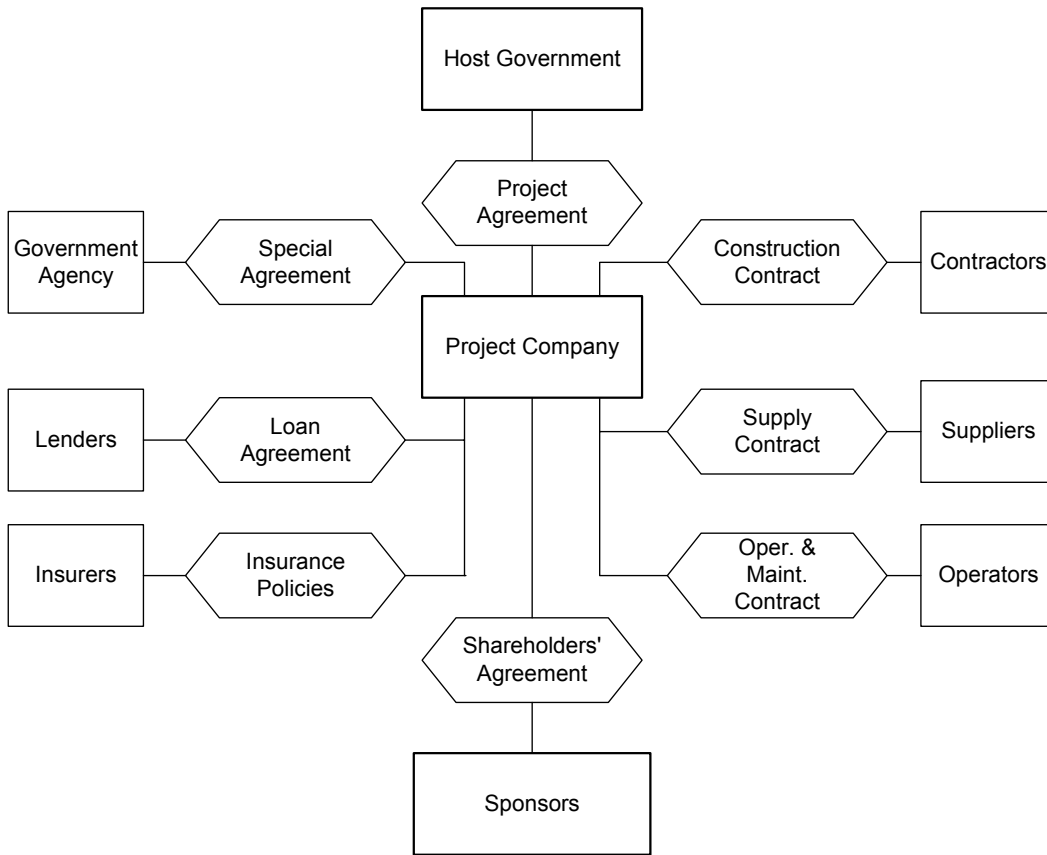 Host Government
Project
Agreement
Government
Agency
Special
Agreement
Construction
Contract
Contractors
Project Company
Lenders
Loan
Agreement
Supply
Contract
Suppliers
Insurers
Insurance
Policies
Oper. &
Maint.
Contract
Operators
Shareholders'
Agreement
Sponsors